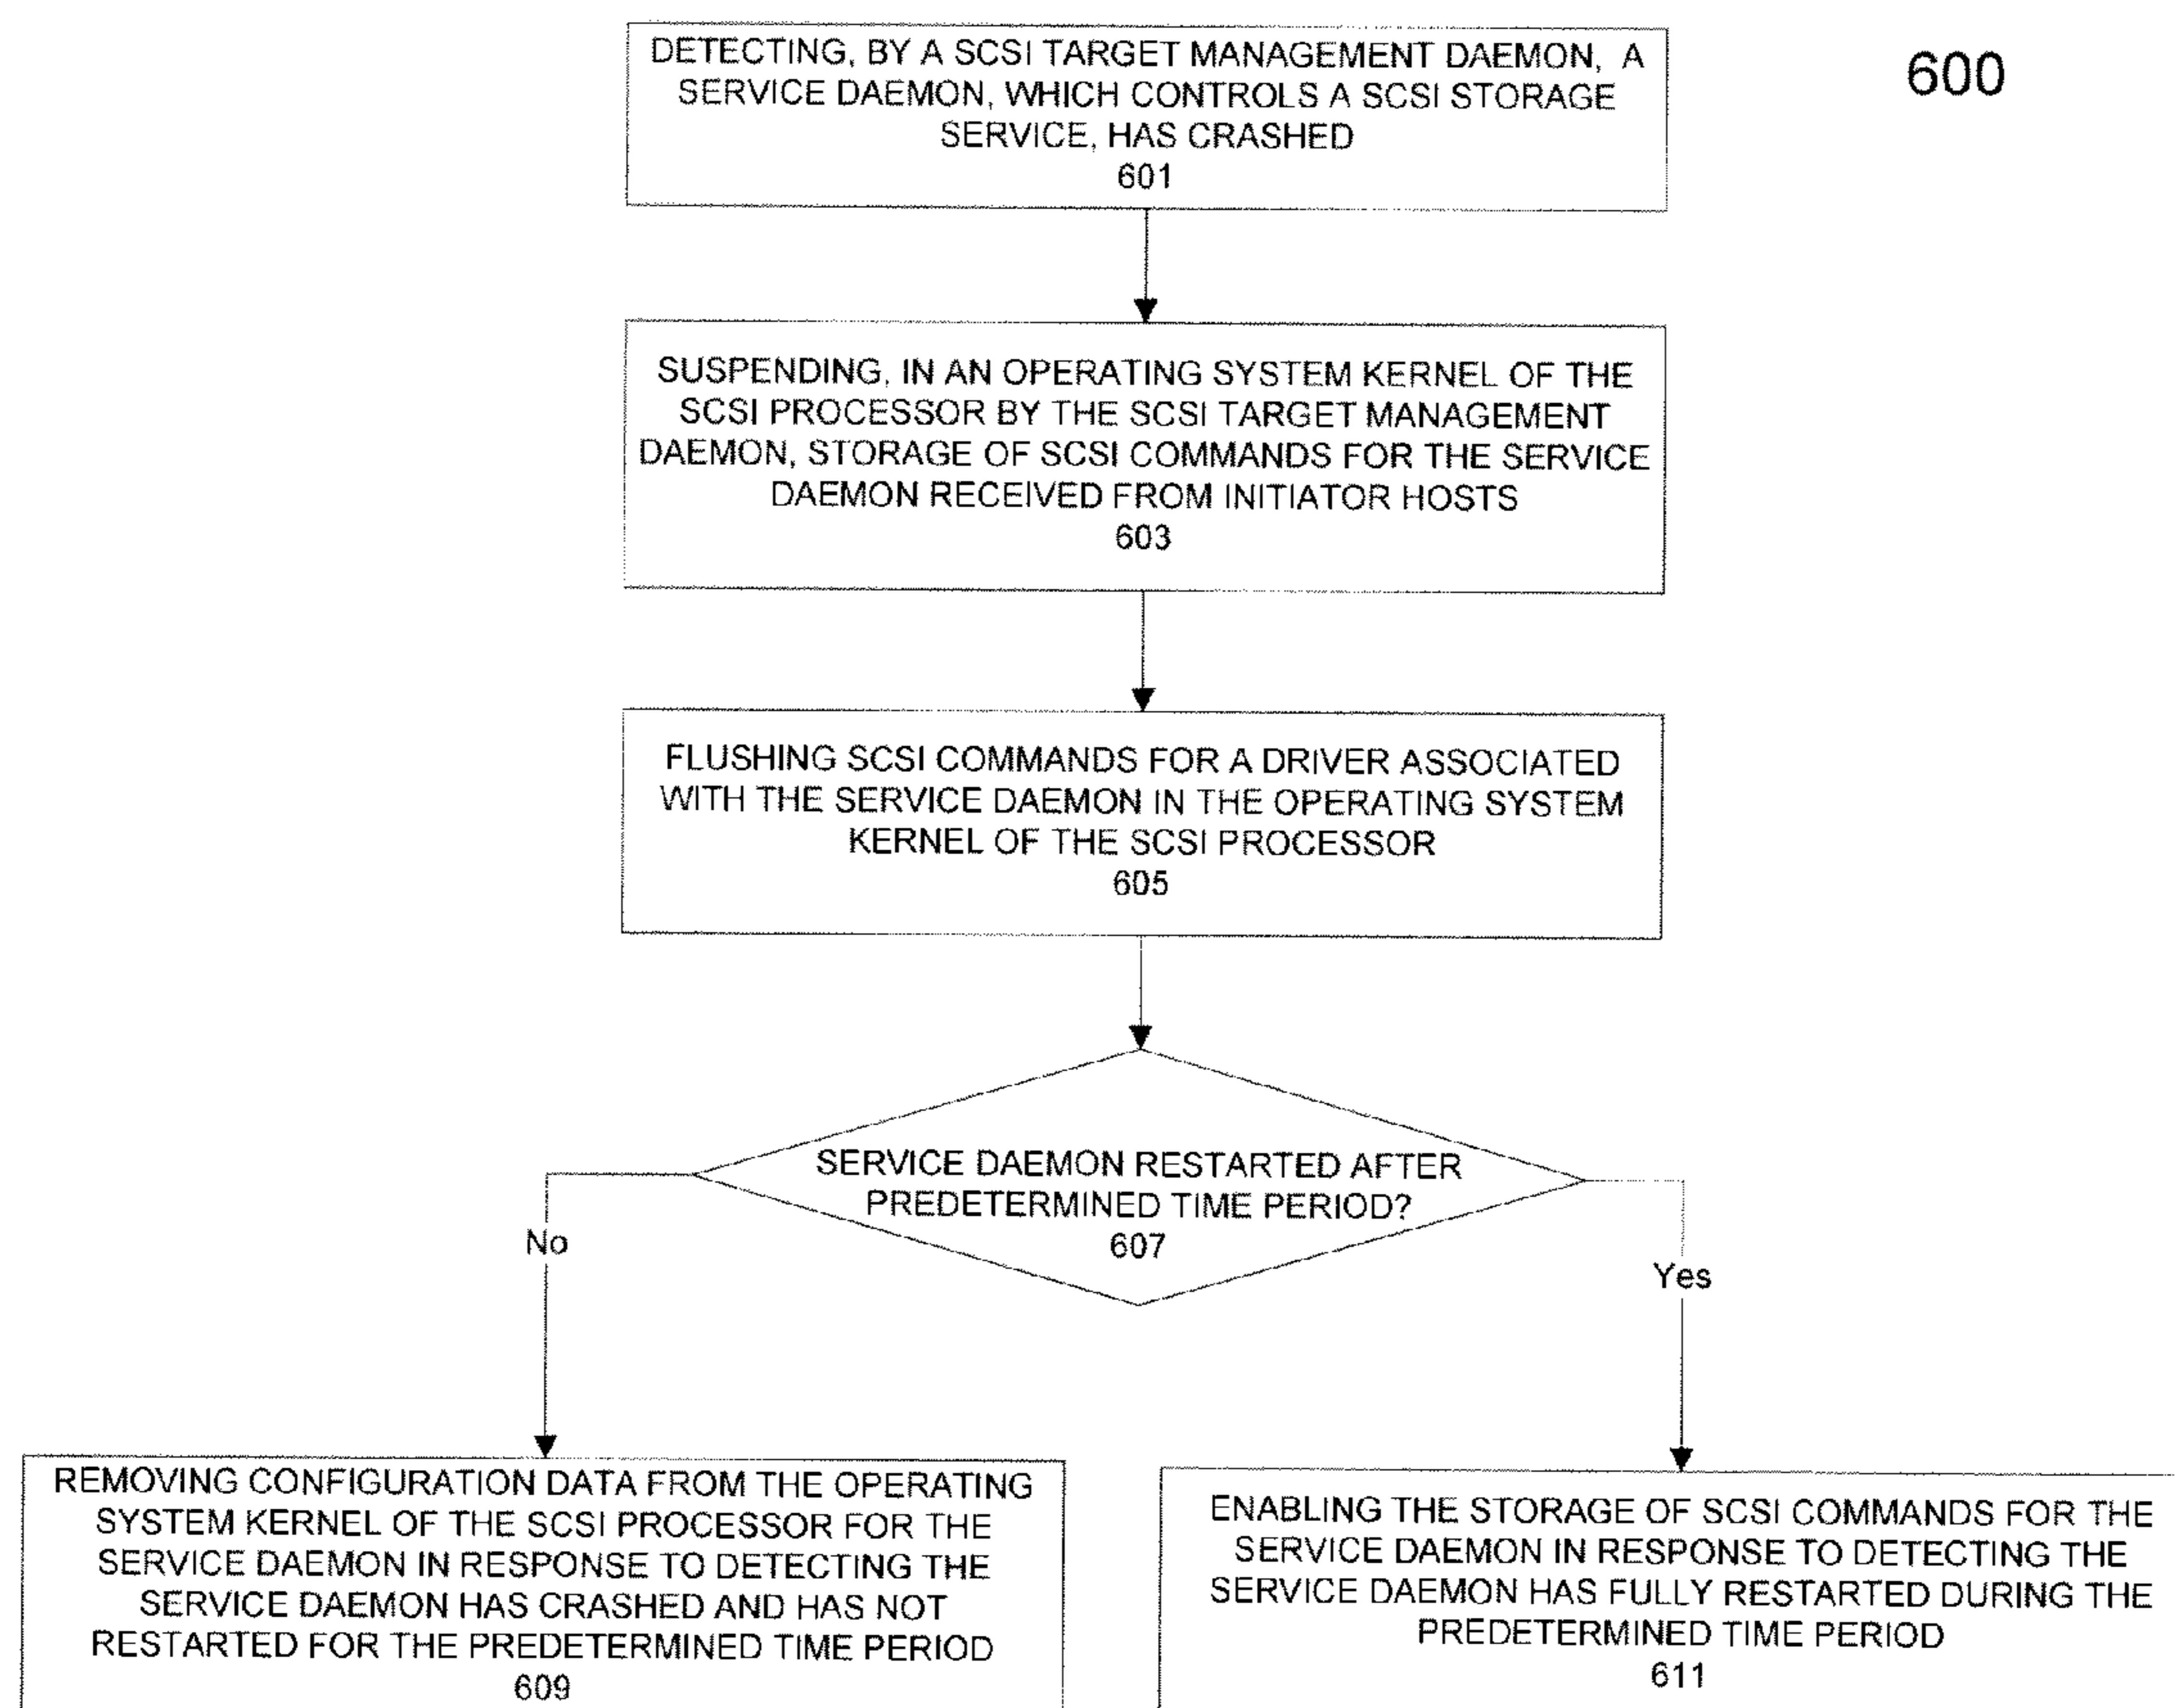 600
DETECTING, BY A SCSI TARGET MANAGEMENT DAEMON, A
SERVICE DAEMON, WHICH CONTROLS A SCSI STORAGE
SERVICE, HAS CRASHED
601
SUSPENDING, IN AN OPERATING SYSTEM KERNEL OF THE
SCSI PROCESSOR BY THE SCSI TARGET MANAGEMENT
DAEMON, STORAGE OF SCSI COMMANDS FOR THE SERVICE
DAEMON RECEIVED FROM INITIATOR HOSTS
603
FLUSHING SCSI COMMANDS FOR A DRIVER ASSOCIATED
WITH THE SERVICE DAEMON IN THE OPERATING SYSTEM
KERNEL OF THE SCSI PROCESSOR
605
SERVICE DAEMON RESTARTED AFTER
PREDETERMINED TIME PERIOD?
607
No
Yes
REMOVING CONFIGURATION DATA FROM THE OPERATING
SYSTEM KERNEL OF THE SCSI PROCESSOR FOR THE
SERVICE DAEMON IN RESPONSE TO DETECTING THE
SERVICE DAEMON HAS CRASHED AND HAS NOT
RESTARTED FOR THE PREDETERMINED TIME PERIOD
609
ENABLING THE STORAGE OF SCSI COMMANDS FOR THE
SERVICE DAEMON IN RESPONSE TO DETECTING THE
SERVICE DAEMON HAS FULLY RESTARTED DURING THE
PREDETERMINED TIME PERIOD
611